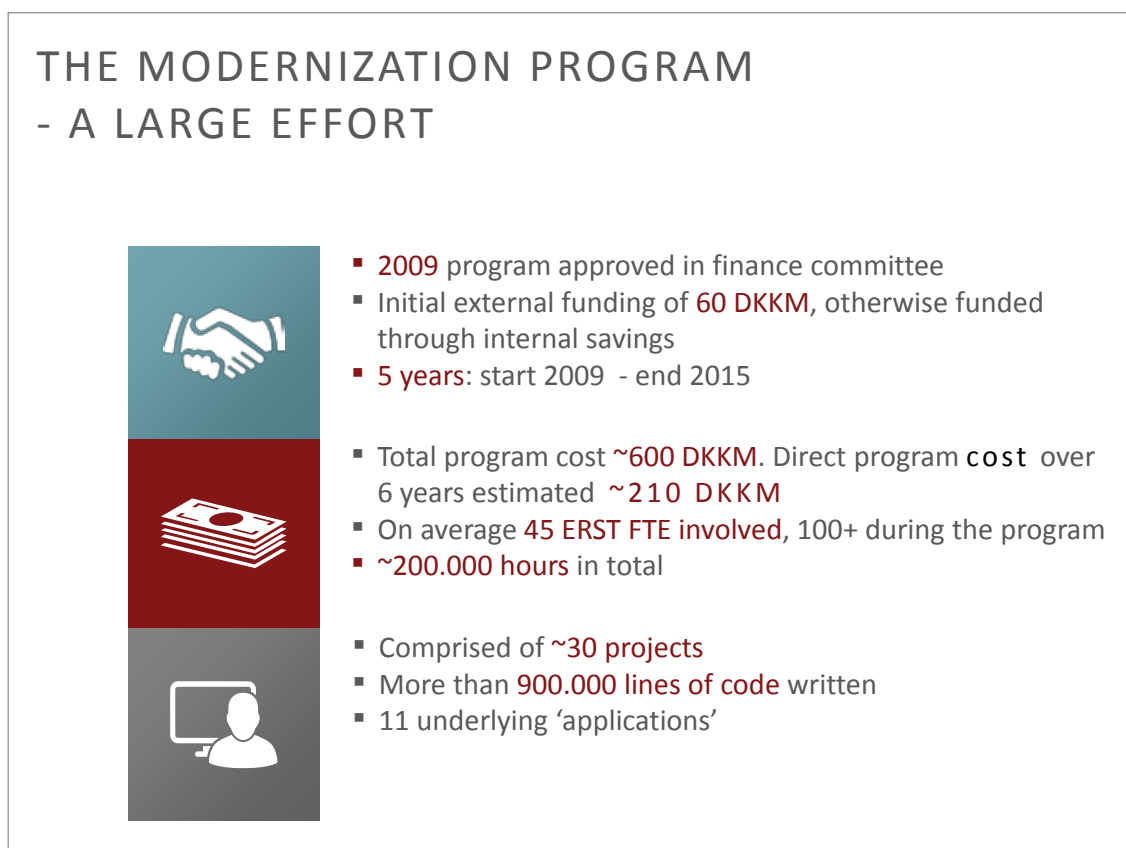 THE MODERNIZATION PROGRAM
- A LARGE EFFORT
▪ 2009 program approved in finance committee
▪ Initial external funding of 60 DKKM, otherwise funded
through internal savings
▪ 5 years: start 2009 - end 2015
▪ Total program cost ~600 DKKM. Direct program cost over
6 years estimated ~210 DKKM
▪ On average 45 ERST FTE involved, 100+ during the program
▪ ~200.000 hours in total
▪ Comprised of ~30 projects
▪ More than 900.000 lines of code written
▪ 11 underlying ‘applications’